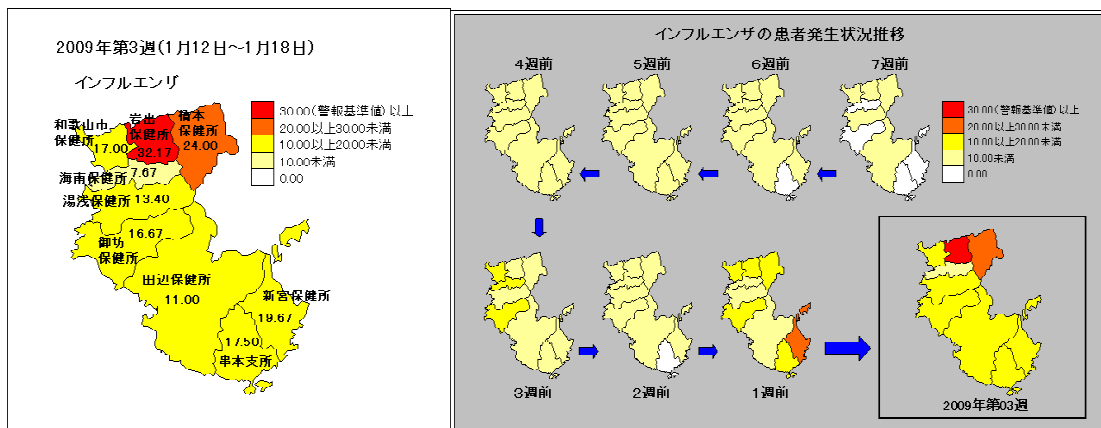 2009年第3週(1月12日～1月18日)
インフルエンザ
和歌山市
保健所
17.00
岩出
保健所
32.17
橋本
保健所
24.00
30.00(警報基準値)以上
20.00以上30.00未満
10.00以上20.00未満
10.00未満
0.00
海南保健所
7.67
湯浅保健所
13.40
御坊
保健所
16.67
田辺保健所
11.00
新宮保健所
19.67
17.50
串本支所
インフルエンザの患者発生状況推移
4週前
5週前
6週前
7週前
30.00(警報基準値)以上
20.00以上30.00未満
10.00以上20.00未満
10.00未満
0.00
3週前
2週前
1週前
2009年第03週